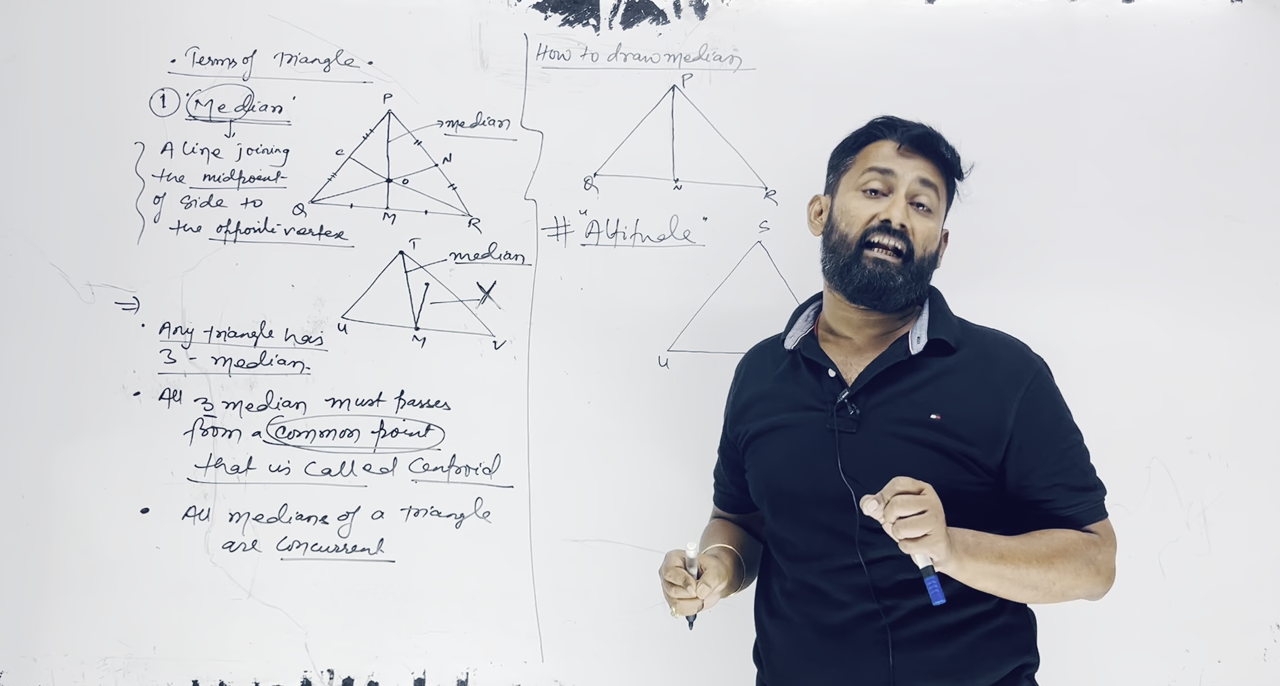 . Terms of Triangle .
① 'Median'
A line joining
the midpoint
of side to
the oppoiti vertex
P
median
C
N
O
Q
M
R
T
median
X
U
M
V
⇒
· Any triangle has
3 - median.
· All 3 median must passes
from a common point
that is called Centroid
· All medians of a triangle
are concurrent
How to draw median
P
Q
N
R
# "Altitude"
S
U